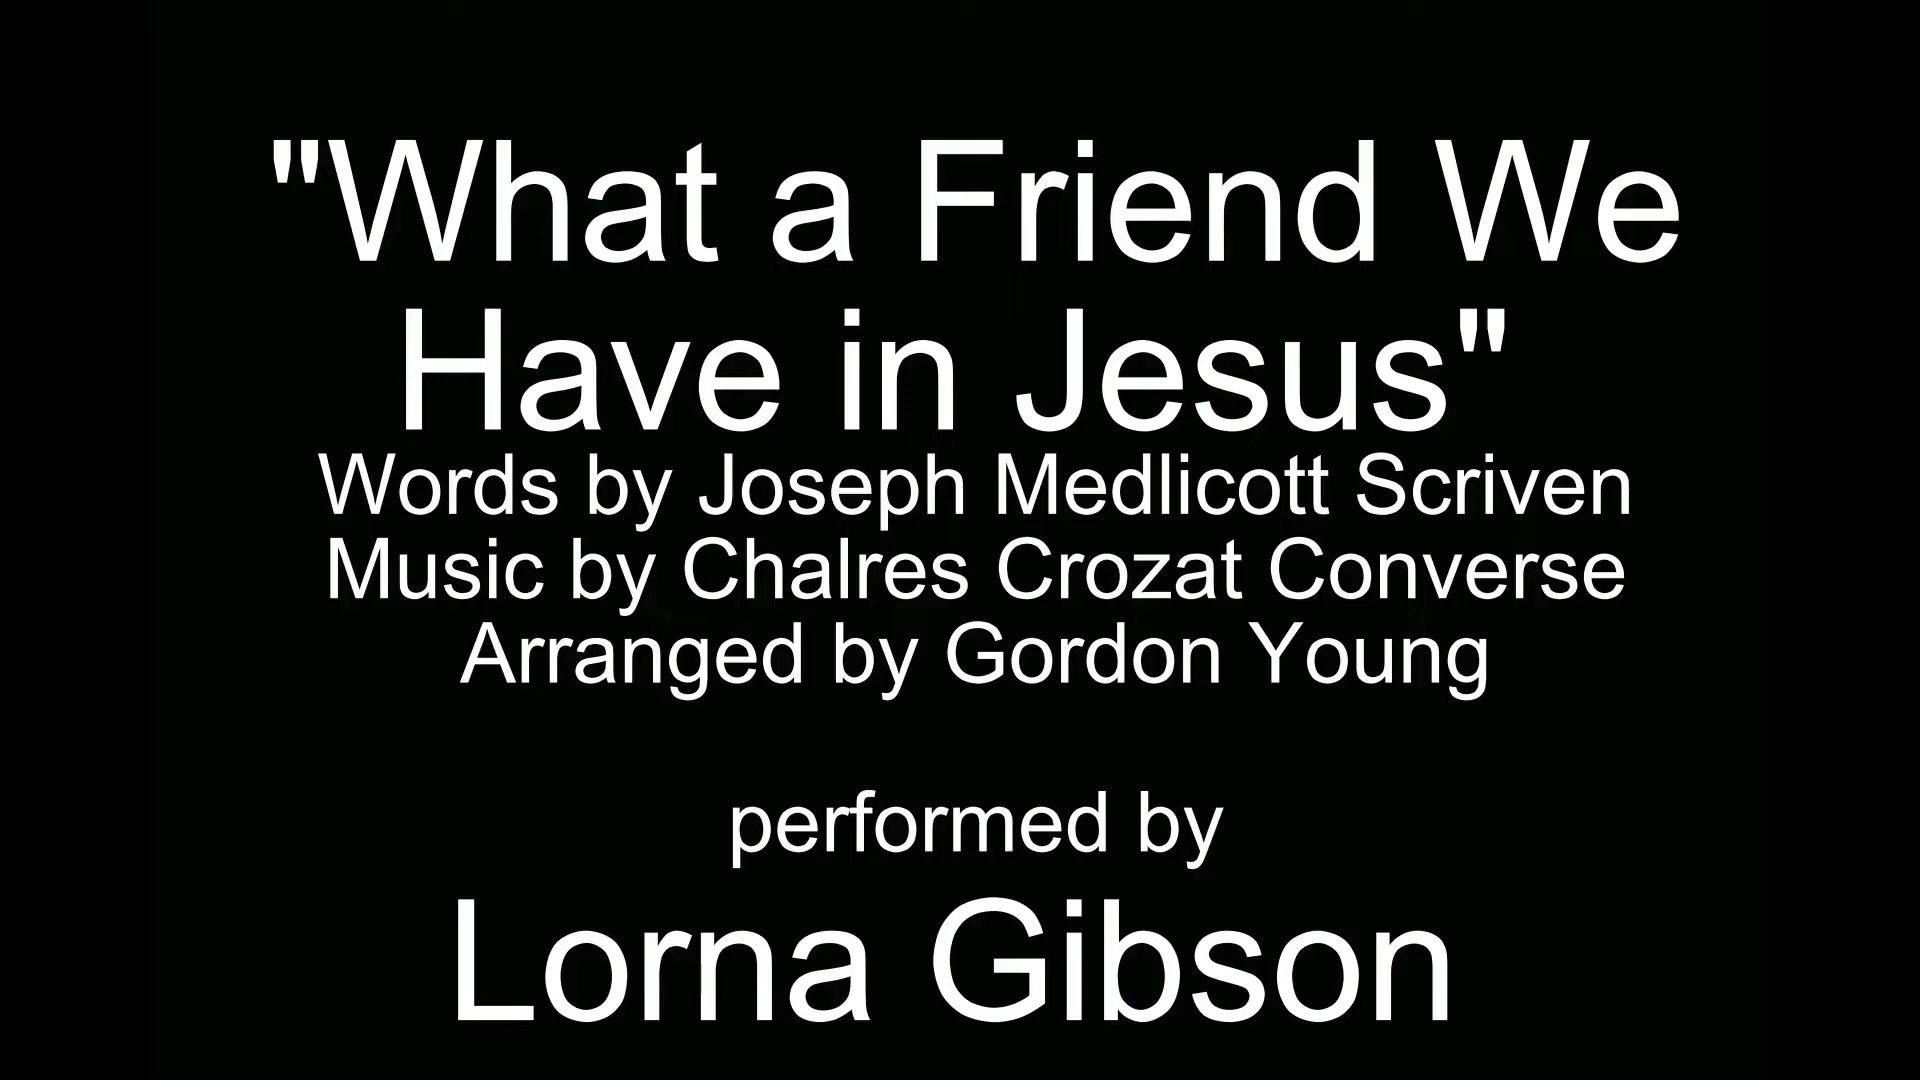 "What a Friend We
Have in Jesus"
Words by Joseph Medlicott Scriven
Music by Chalres Crozat Converse
Arranged by Gordon Young
performed by
Lorna Gibson